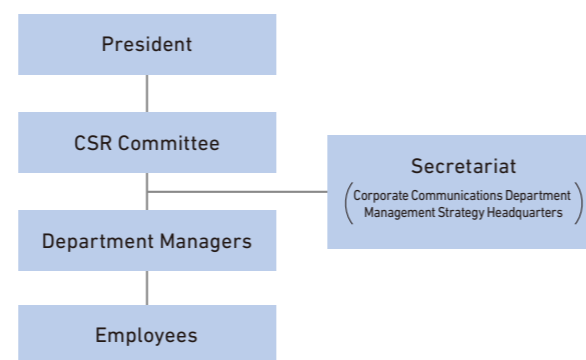 President
CSR Committee
Secretariat
(Corporate Communications Department
Management Strategy Headquarters)
Department Managers
Employees